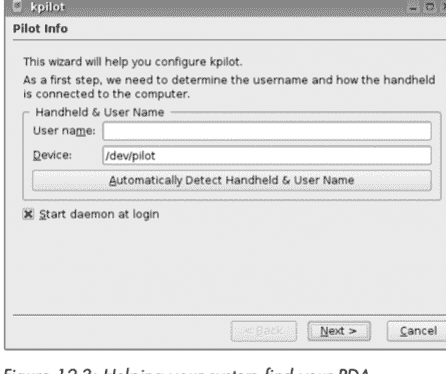 kpilot
Pilot Info
This wizard will help you configure kpilot.
As a first step, we need to determine the username and how the handheld
is connected to the computer.
Handheld & User Name
User name:
Device: /dev/pilot
Automatically Detect Handheld & User Name
Start daemon at login
< Back Next > Cancel
Figure 12-3: Helping your system find your PDA